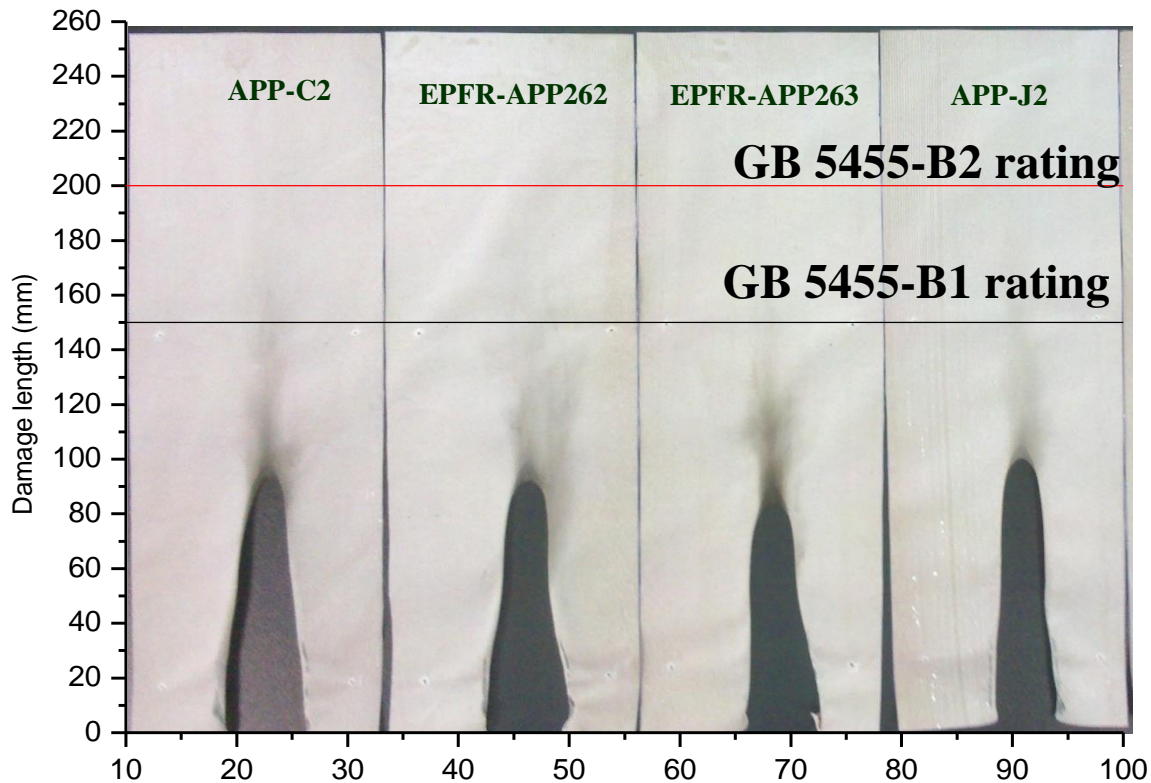 260
240
220
200
180
160
140
120
100
80
60
40
20
0
Damage length (mm)
APP-C2
EPFR-APP262
EPFR-APP263
APP-J2
GB 5455-B2 rating
GB 5455-B1 rating
10 20 30 40 50 60 70 80 90 100